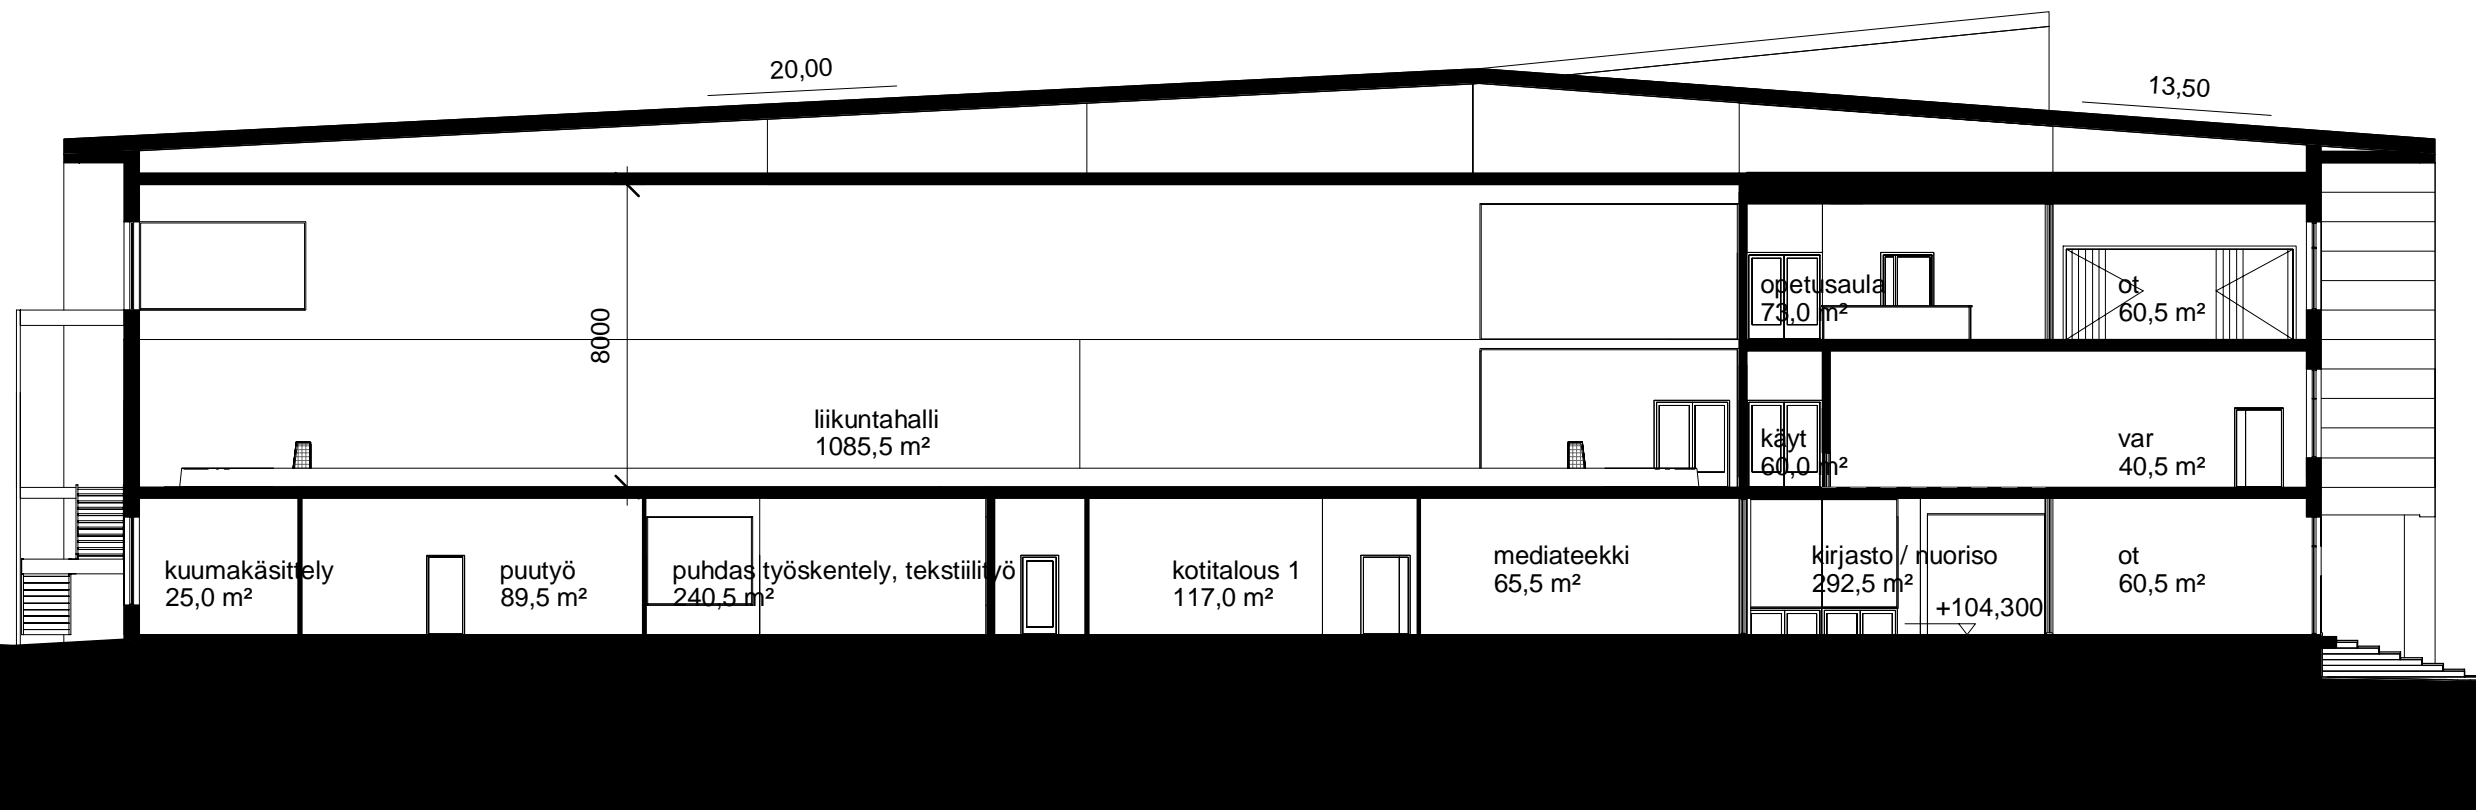 20,00
13,50
8000
opetusaula
73,0 m²
ot
60,5 m²
liikuntahalli
1085,5 m²
käyt
60,0 m²
var
40,5 m²
kuumakäsittely
25,0 m²
puutyö
89,5 m²
puhdas työskentely, tekstiilityö
240,5 m²
kotitalous 1
117,0 m²
mediateekki
65,5 m²
kirjasto / nuoriso
292,5 m²
+104,300
ot
60,5 m²